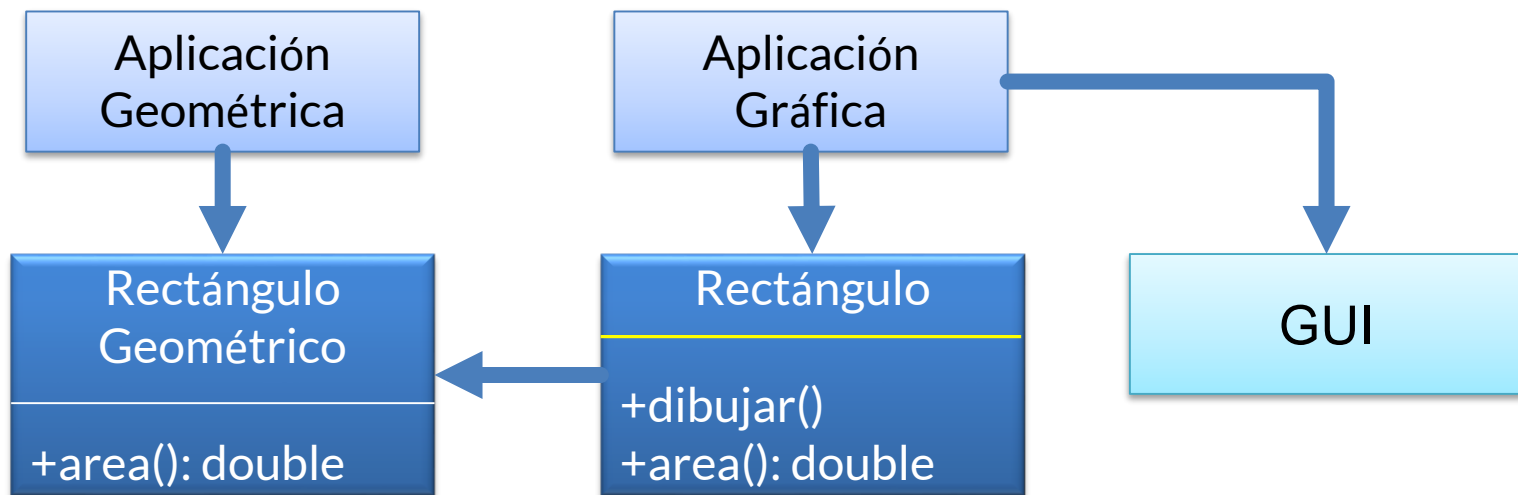 Aplicación
Geométrica
Aplicación
Gráfica
Rectángulo
Geométrico
+area(): double
Rectángulo
+dibujar()
+area(): double
GUI